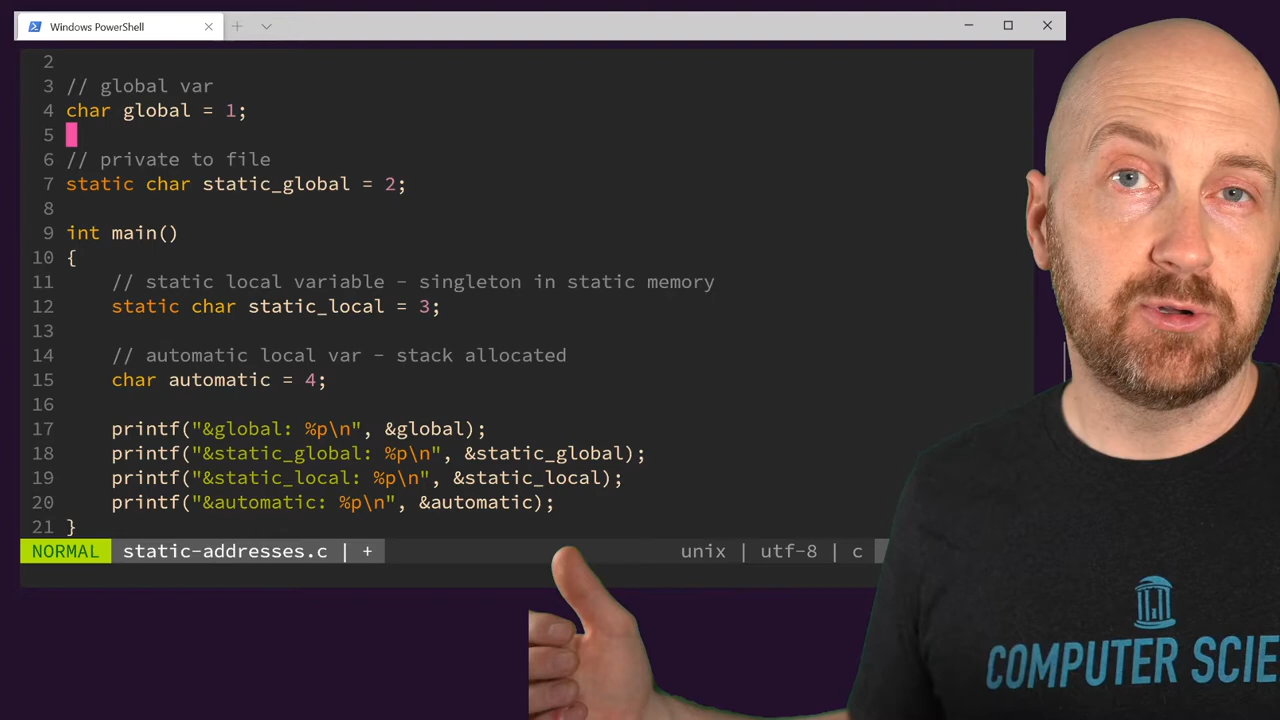 Windows PowerShell
2
3 // global var
4 char global = 1;
5
6 // private to file
7 static char static_global = 2;
8
9 int main()
10 {
11 // static local variable - singleton in static memory
12 static char static_local = 3;
13
14 // automatic local var - stack allocated
15 char automatic = 4;
16
17 printf("&global: %p\n", &global);
18 printf("&static_global: %p\n", &static_global);
19 printf("&static_local: %p\n", &static_local);
20 printf("&automatic: %p\n", &automatic);
21 }
NORMAL static-addresses.c | + unix | utf-8 | c
COMPUTER SCIE